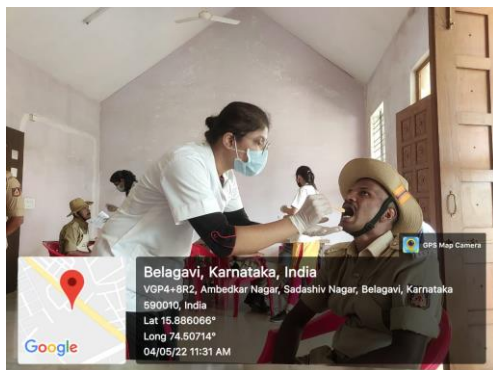 GPS Map Camera
Belagavi, Karnataka, India
VGP4+8R2, Ambedkar Nagar, Sadashiv Nagar, Belagavi, Karnataka
590010, India
Lat 15.886066°
Long 74.50714°
04/05/22 11:31 AM
Google